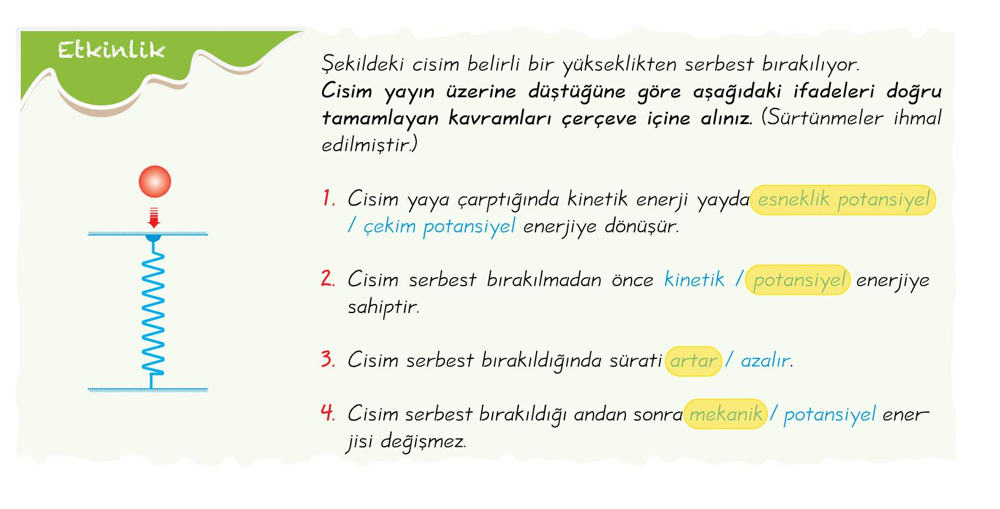 Etkinlik
Şekildeki cisim belirli bir yükseklikten serbest bırakılıyor.
Cisim yayın üzerine düştüğüne göre aşağıdaki ifadeleri doğru
tamamlayan kavramları çerçeve içine alınız. (Sürtünmeler ihmal
edilmiştir.)
1. Cisim yaya çarptığında kinetik enerji yayda esneklik potansiyel
/ çekim potansiyel enerjiye dönüşür.
2. Cisim serbest bırakılmadan önce kinetik / potansiyel enerjiye
sahiptir.
3. Cisim serbest bırakıldığında sürati artar / azalır.
4. Cisim serbest bırakıldığı andan sonra mekanik / potansiyel ener-
jisi değişmez.